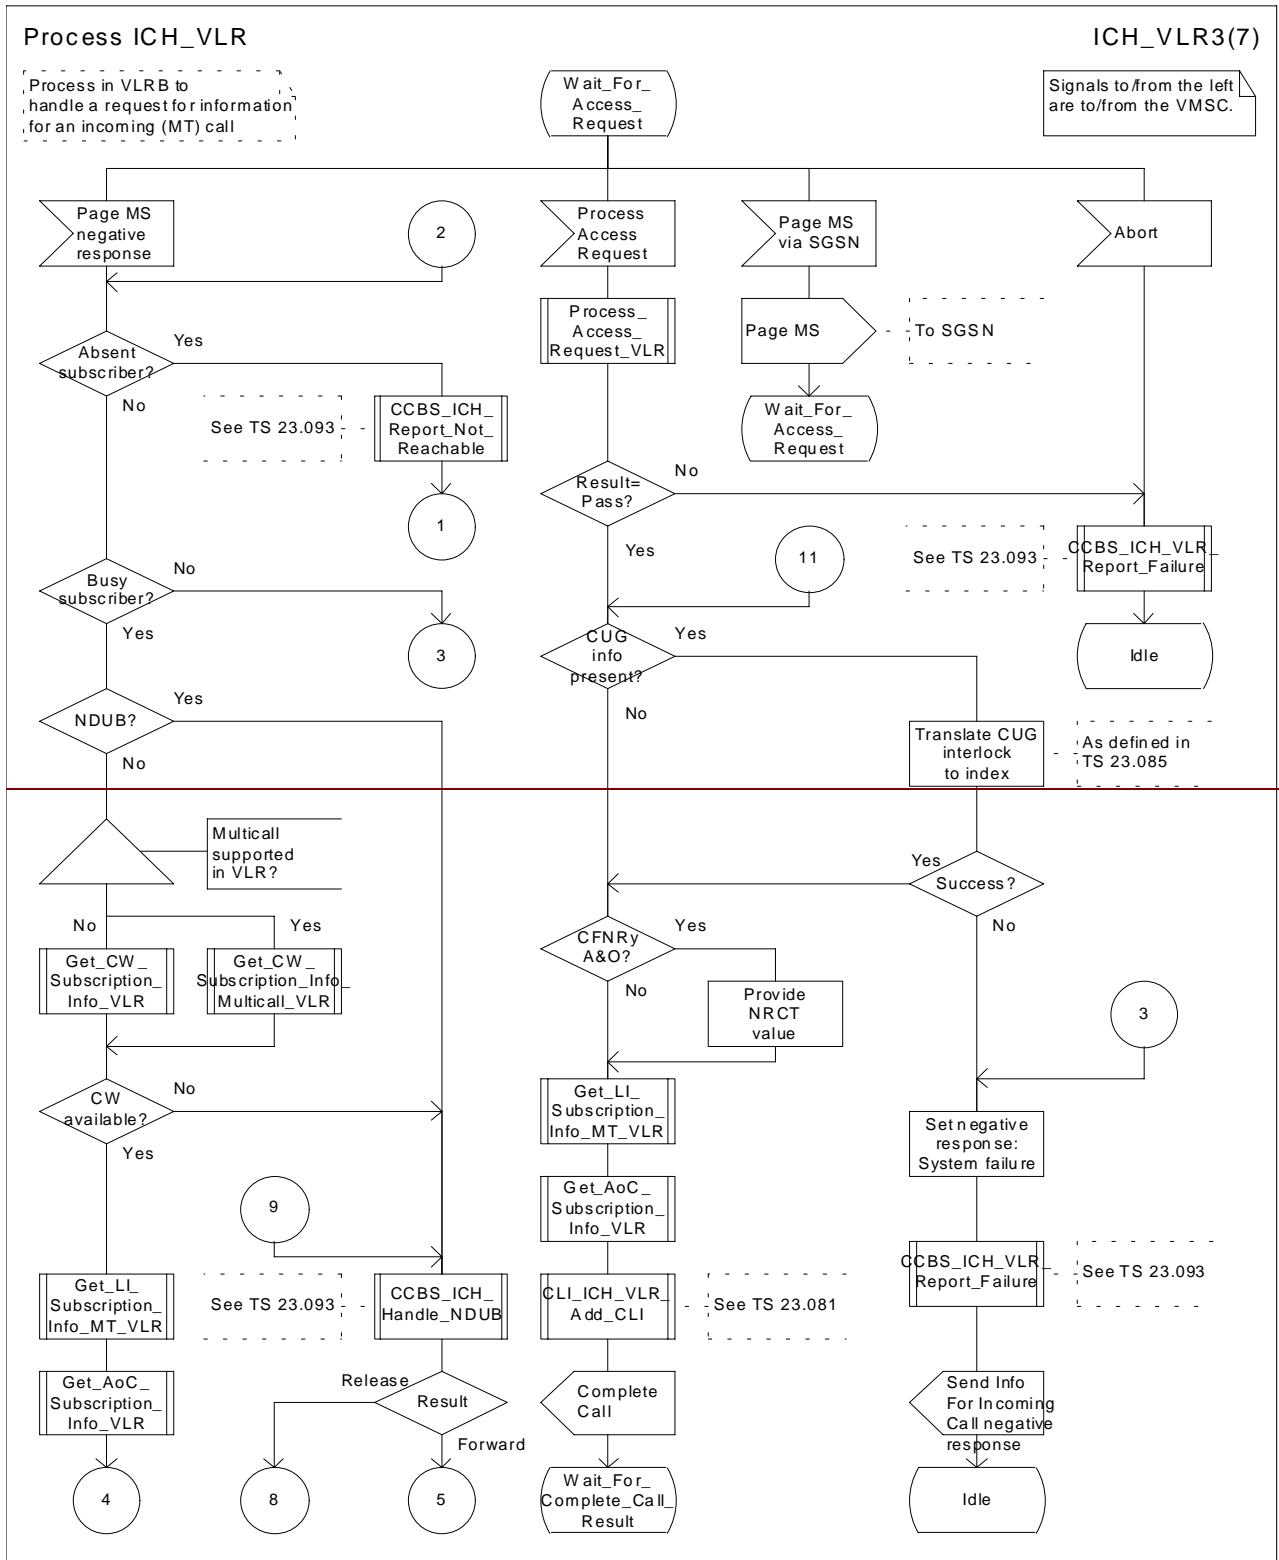 Process ICH_VLR
ICH_VLR3(7)
Process in VLRB to
handle a request for information
for an incoming (MT) call
Wait_For_
Access_
Request
Signals to/from the left
are to/from the VMSC.
Page MS
negative
response
2
Process
Access
Request
Page MS
via SGSN
Abort
Process_
Access_
Request_VLR
Page MS
To SGSN
Absent
subscriber?
Yes
No
See TS 23.093
CCBS_ICH_
Report_Not_
Reachable
Wait_For_
Access_
Request
1
Result=
Pass?
No
Yes
11
See TS 23.093
CCBS_ICH_VLR_
Report_Failure
Busy
subscriber?
No
Yes
3
CUG
info
present?
Yes
No
Idle
NDUB?
Yes
No
Translate CUG
interlock
to index
As defined in
TS 23.085
Multicall
supported
in VLR?
Yes
Success?
No
No
Yes
Get_CW_
Subscription_
Info_VLR
Get_CW_
Subscription_Info_
Multicall_VLR
CFNRy
A&O?
Yes
No
Provide
NRCT
value
3
CW
available?
No
Yes
Get_LI_
Subscription_
Info_MT_VLR
Set negative
response:
System failure
9
Get_AoC_
Subscription_
Info_VLR
Get_LI_
Subscription_
Info_MT_VLR
See TS 23.093
CCBS_ICH_
Handle_NDUB
CLI_ICH_VLR_
Add_CLI
See TS 23.081
CCBS_ICH_VLR_
Report_Failure
See TS 23.093
Get_AoC_
Subscription_
Info_VLR
Release
Result
Forward
Complete
Call
Send Info
For Incoming
Call negative
response
4
8
5
Wait_For_
Complete_Call_
Result
Idle